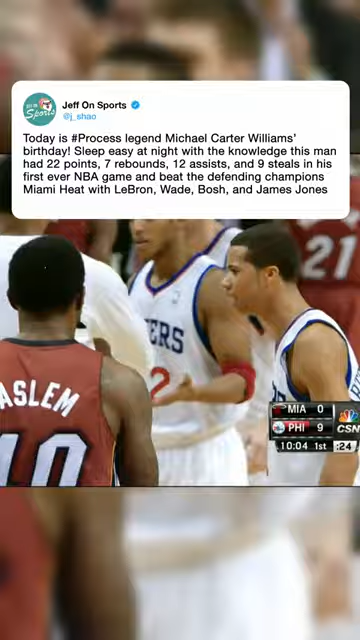 Jeff On Sports
@j_shao
Today is #Process legend Michael Carter Williams'
birthday! Sleep easy at night with the knowledge this man
had 22 points, 7 rebounds, 12 assists, and 9 steals in his
first ever NBA game and beat the defending champions
Miami Heat with LeBron, Wade, Bosh, and James Jones
21
ERS
2
ASLEM
40
MIA 0
PHI 9
CSN
10:04 1st :24